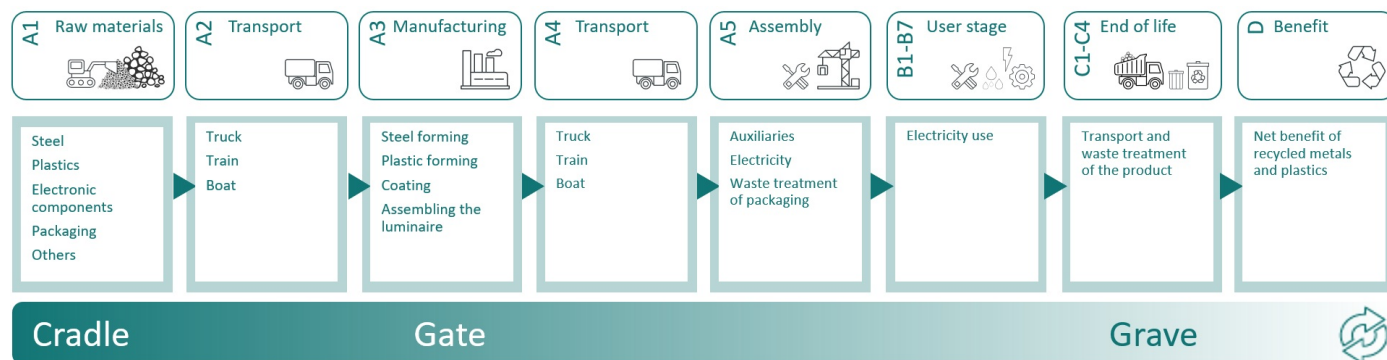 A1 Raw materials
A2 Transport
A3 Manufacturing
A4 Transport
A5 Assembly
B1-B7 User stage
C1-C4 End of life
D Benefit
Steel
Plastics
Electronic
components
Packaging
Others
Truck
Train
Boat
Steel forming
Plastic forming
Coating
Assembling the
luminaire
Truck
Train
Boat
Auxiliaries
Electricity
Waste treatment
of packaging
Electricity use
Transport and
waste treatment
of the product
Net benefit of
recycled metals
and plastics
Cradle
Gate
Grave